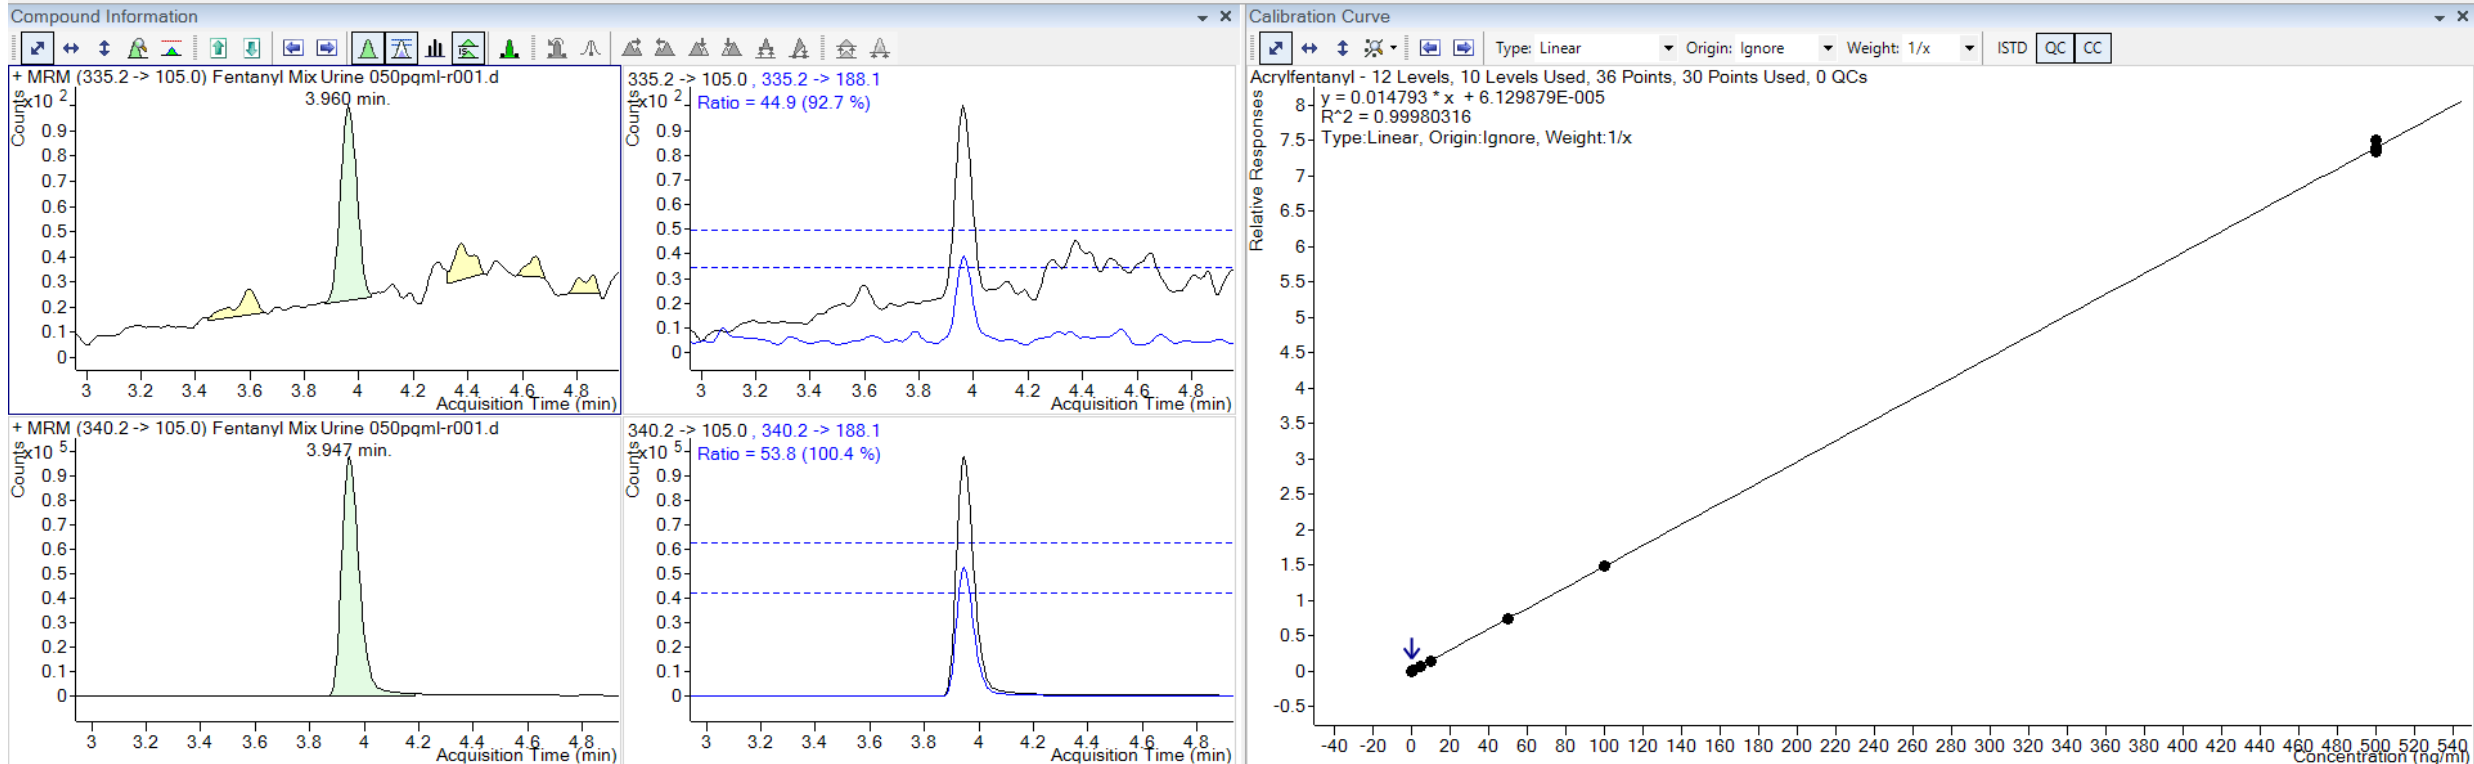 Compound Information
IS
+ MRM (335.2 -> 105.0) Fentanyl Mix Urine 050pgml-r001.d
3.960 min.
x10 2
Counts
0.9
0.8
0.7
0.6
0.5
0.4
0.3
0.2
0.1
0
3 3.2 3.4 3.6 3.8 4 4.2 4.4 4.6 4.8
Acquisition Time (min)
335.2 -> 105.0 , 335.2 -> 188.1
Ratio = 44.9 (92.7 %)
x10 2
Counts
0.9
0.8
0.7
0.6
0.5
0.4
0.3
0.2
0.1
0
3 3.2 3.4 3.6 3.8 4 4.2 4.4 4.6 4.8
Acquisition Time (min)
+ MRM (340.2 -> 105.0) Fentanyl Mix Urine 050pgml-r001.d
3.947 min.
x10 5
Counts
0.9
0.8
0.7
0.6
0.5
0.4
0.3
0.2
0.1
0
3 3.2 3.4 3.6 3.8 4 4.2 4.4 4.6 4.8
Acquisition Time (min)
340.2 -> 105.0 , 340.2 -> 188.1
Ratio = 53.8 (100.4 %)
x10 5
Counts
0.9
0.8
0.7
0.6
0.5
0.4
0.3
0.2
0.1
0
3 3.2 3.4 3.6 3.8 4 4.2 4.4 4.6 4.8
Acquisition Time (min)
Calibration Curve
Type: Linear Origin: Ignore Weight: 1/x ISTD QC CC
Acrylfentanyl - 12 Levels, 10 Levels Used, 36 Points, 30 Points Used, 0 QCs
y = 0.014793 * x + 6.129879E-005
R^2 = 0.99980316
Type:Linear, Origin:Ignore, Weight:1/x
Relative Responses
8
7.5
7
6.5
6
5.5
5
4.5
4
3.5
3
2.5
2
1.5
1
0.5
0
-0.5
-40 -20 0 20 40 60 80 100 120 140 160 180 200 220 240 260 280 300 320 340 360 380 400 420 440 460 480 500 520 540
Concentration (ng/ml)